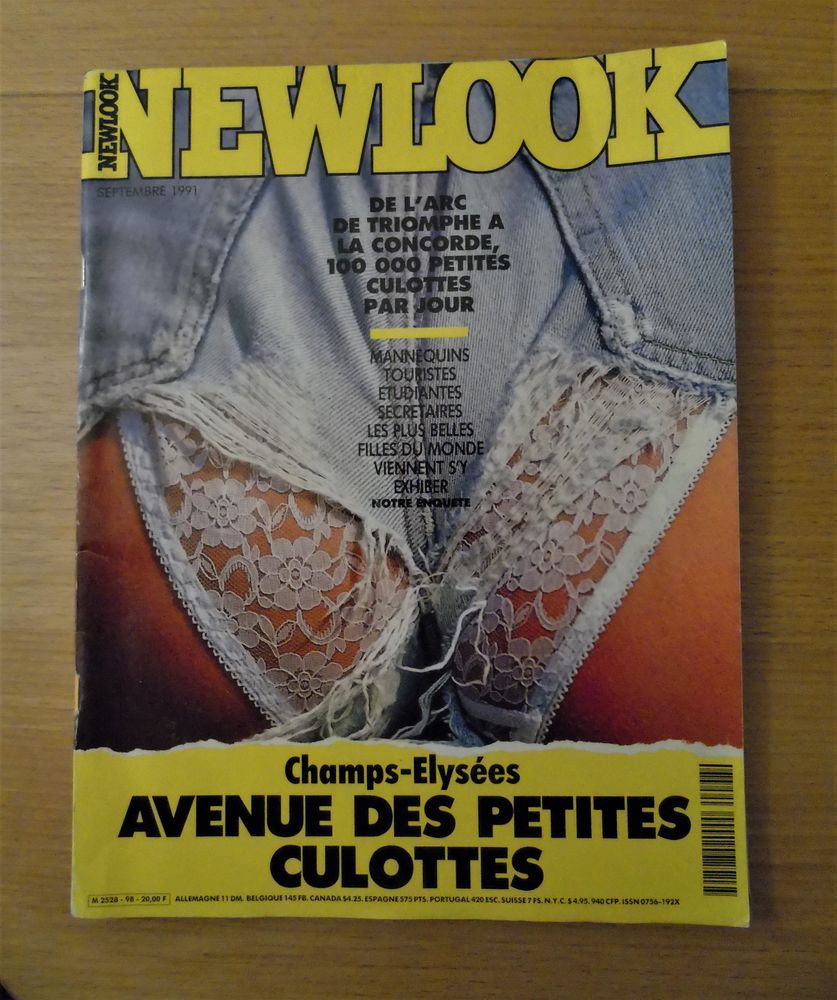 NEWLOOK
NEWLOOK
SEPTEMBRE 1991
DE L'ARC
DE TRIOMPHE A
LA CONCORDE,
100 000 PETITES
CULOTTES
PAR JOUR
MANNEQUINS
TOURISTES
ETUDIANTES
SECRETAIRES
LES PLUS BELLES
FILLES DU MONDE
VIENNENT S'Y
EXHIBER
NOTRE ENQUETE
Champs-Elysées
AVENUE DES PETITES
CULOTTES
M 2528 - 98 - 20,00 F ALLEMAGNE 11 DM. BELGIQUE 145 FB. CANADA $4.25. ESPAGNE 575 PTS. PORTUGAL 420 ESC. SUISSE 7 FS. N.Y.C. $ 4.95. 940 CFP. ISSN 0756-192X